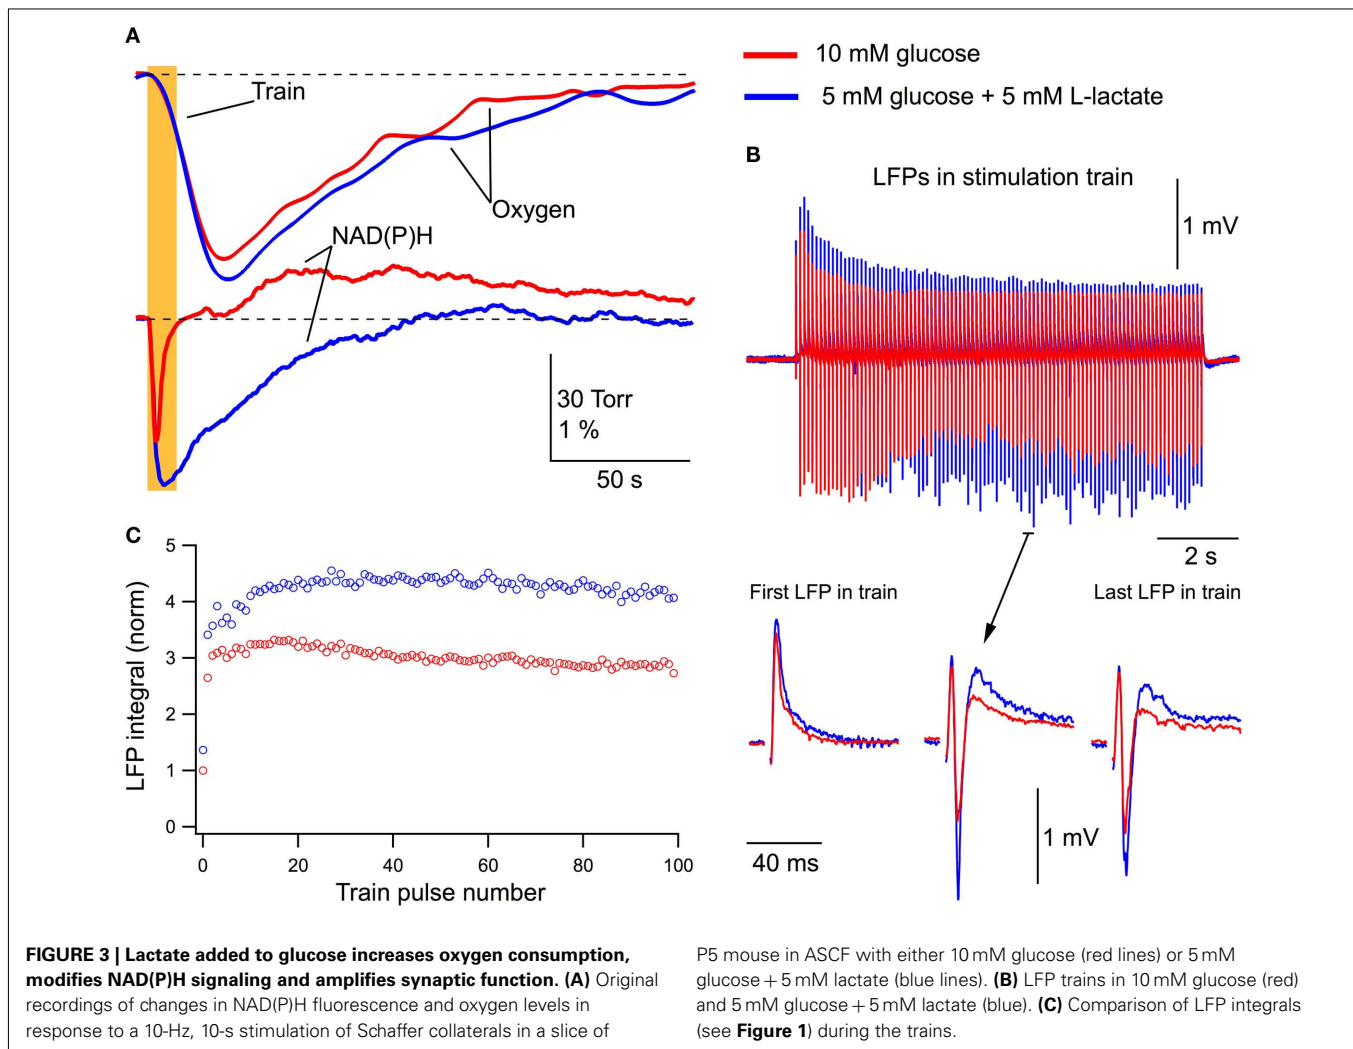 A
Train
Oxygen
NAD(P)H
30 Torr
1 %
50 s
10 mM glucose
5 mM glucose + 5 mM L-lactate
B
LFPs in stimulation train
1 mV
2 s
First LFP in train
Last LFP in train
40 ms
1 mV
C
LFP integral (norm)
5
4
3
2
1
0
0
20
40
60
80
100
Train pulse number
FIGURE 3 | Lactate added to glucose increases oxygen consumption,
modifies NAD(P)H signaling and amplifies synaptic function. (A) Original
recordings of changes in NAD(P)H fluorescence and oxygen levels in
response to a 10-Hz, 10-s stimulation of Schaffer collaterals in a slice of
P5 mouse in ASCF with either 10 mM glucose (red lines) or 5 mM
glucose + 5 mM lactate (blue lines). (B) LFP trains in 10 mM glucose (red)
and 5 mM glucose + 5 mM lactate (blue). (C) Comparison of LFP integrals
(see Figure 1) during the trains.